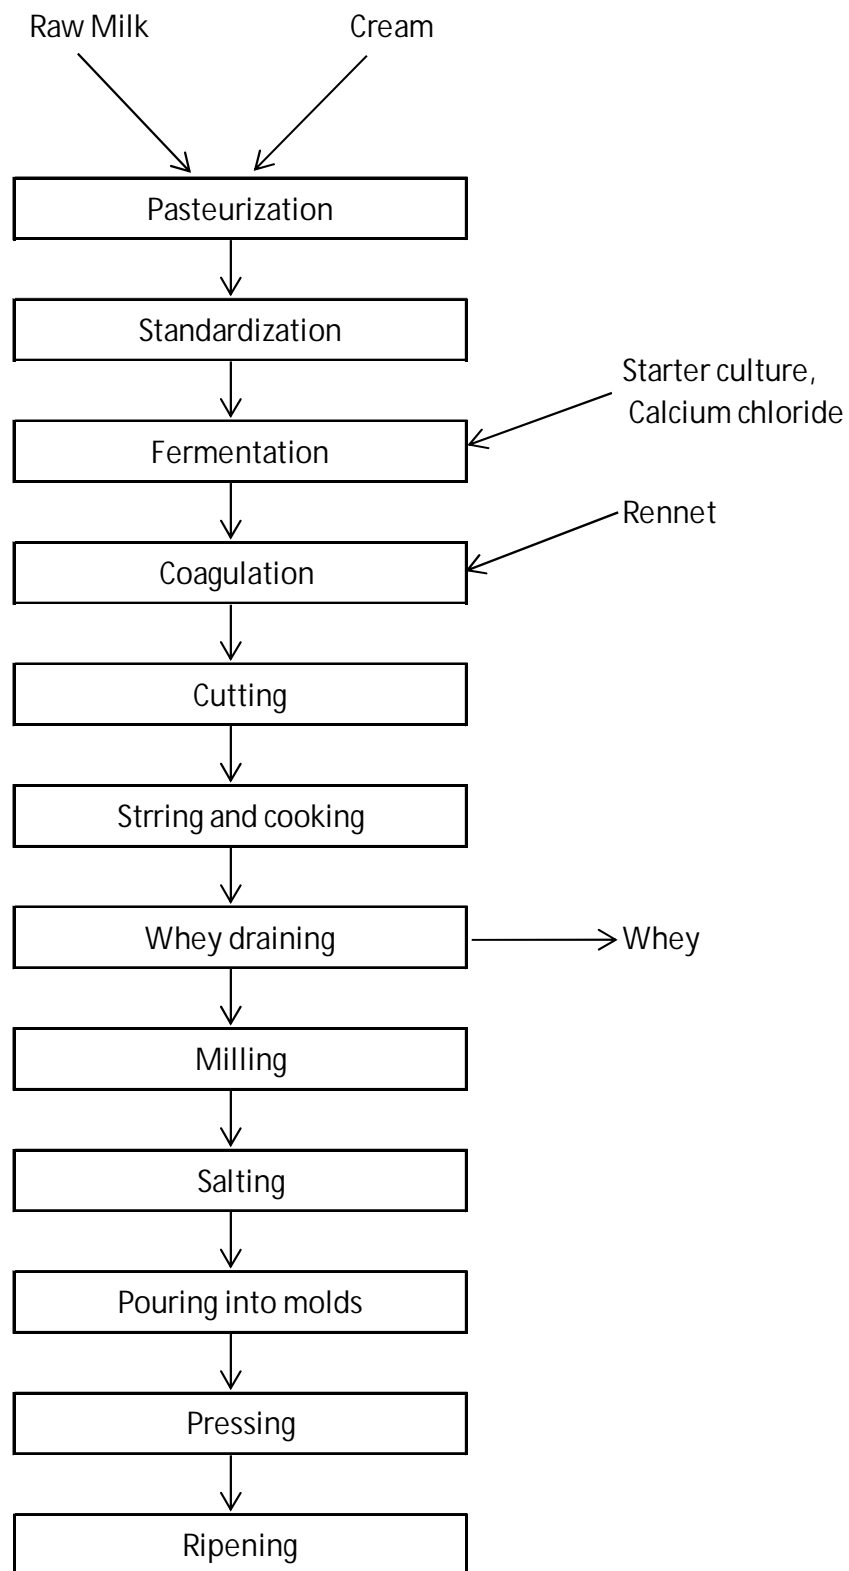 Raw Milk
Cream
Pasteurization
Standardization
Starter culture,
Calcium chloride
Fermentation
Rennet
Coagulation
Cutting
Strring and cooking
Whey draining
Whey
Milling
Salting
Pouring into molds
Pressing
Ripening